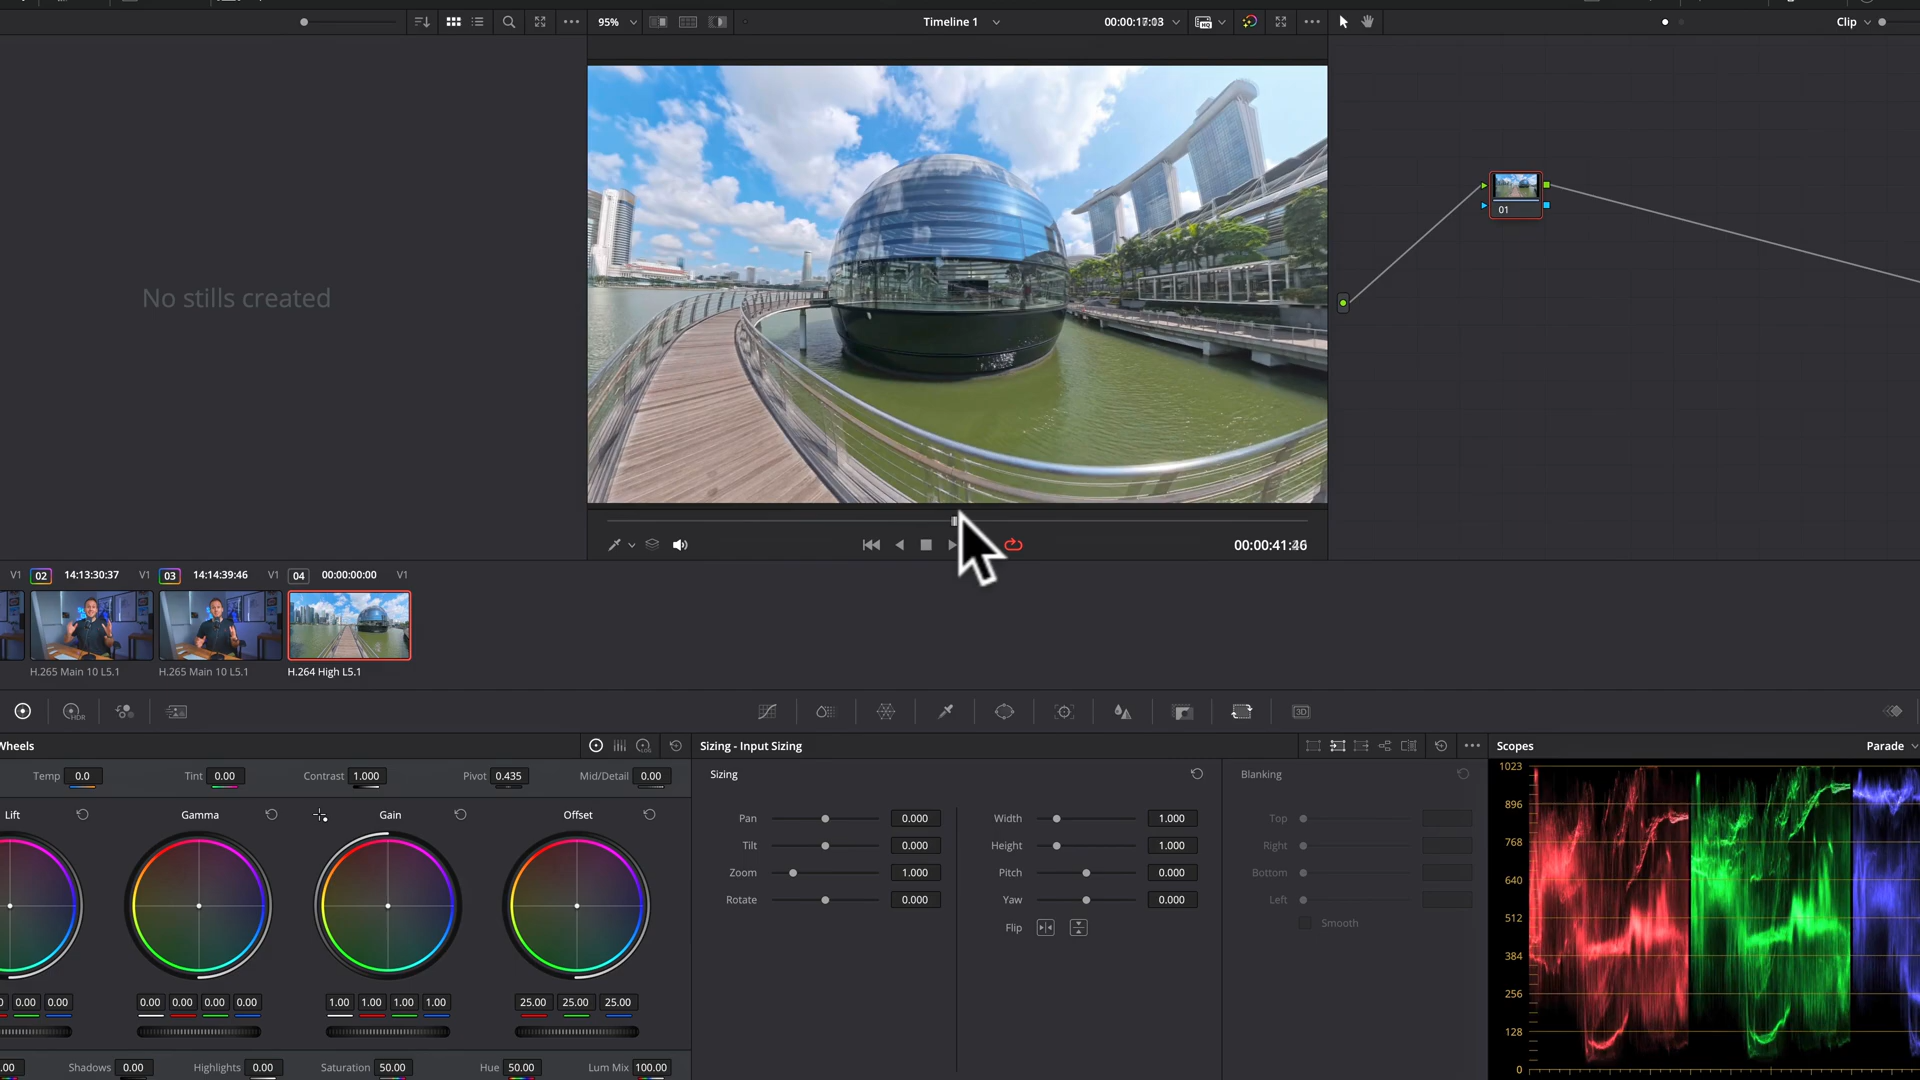 95%
Timeline 1
00:00:17:03
Clip
No stills created
01
00:00:41:46
V1
02
14:13:30:37
V1
03
14:14:39:46
V1
04
00:00:00:00
V1
H.265 Main 10 L5.1
H.265 Main 10 L5.1
H.264 High L5.1
HDR
3D
Wheels
LOG
Sizing - Input Sizing
Scopes
Parade
Temp
0.0
Tint
0.00
Contrast
1.000
Pivot
0.435
Mid/Detail
0.00
Sizing
Blanking
Lift
Gamma
Gain
Offset
Pan
0.000
Width
1.000
Top
Tilt
0.000
Height
1.000
Right
Zoom
1.000
Pitch
0.000
Bottom
Rotate
0.000
Yaw
0.000
Left
Flip
Smooth
1023
896
768
640
512
384
256
128
0
0.00
0.00
0.00
0.00
0.00
0.00
1.00
1.00
1.00
1.00
25.00
25.00
25.00
.00
Shadows
0.00
Highlights
0.00
Saturation
50.00
Hue
50.00
Lum Mix
100.00